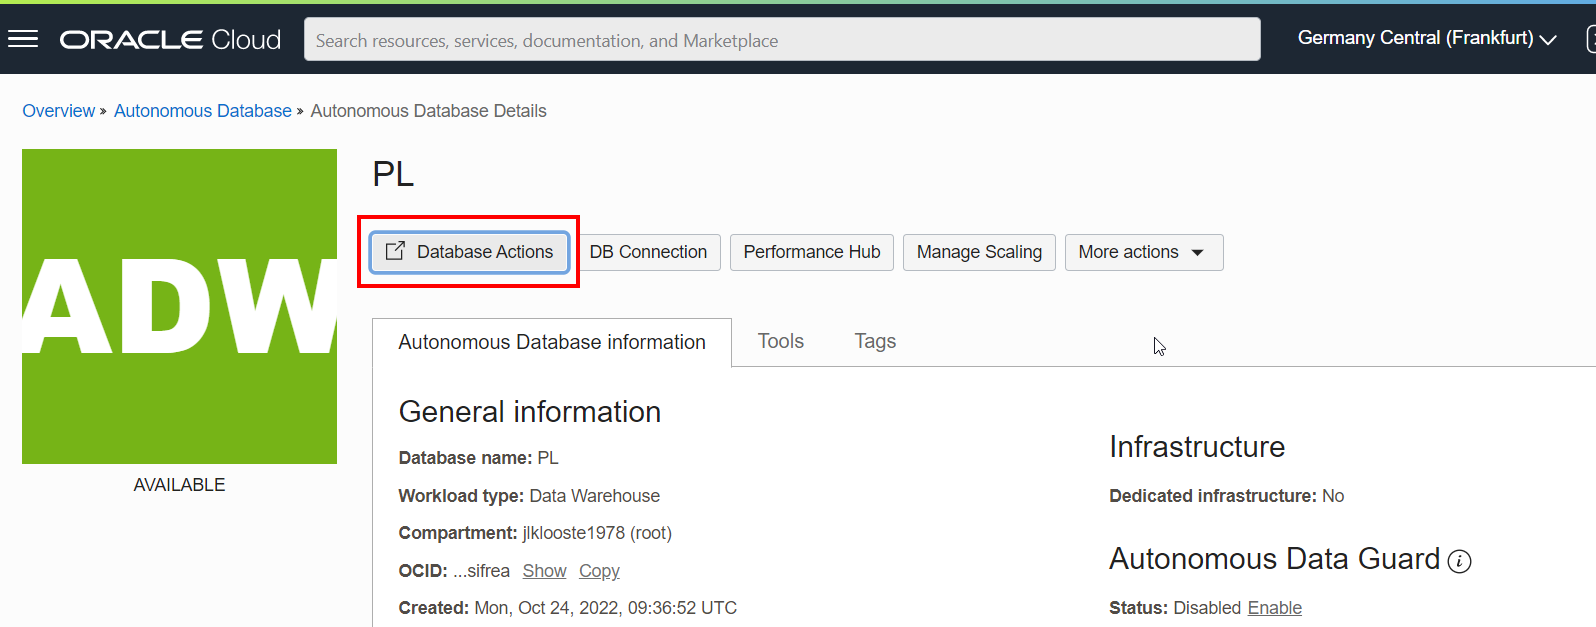 ORACLE Cloud
Search resources, services, documentation, and Marketplace
Germany Central (Frankfurt)
Overview » Autonomous Database » Autonomous Database Details
ADW
AVAILABLE
PL
Database Actions
DB Connection
Performance Hub
Manage Scaling
More actions
Autonomous Database information
Tools
Tags
General information
Database name: PL
Workload type: Data Warehouse
Compartment: jlklooste1978 (root)
OCID: ...sifrea Show Copy
Created: Mon, Oct 24, 2022, 09:36:52 UTC
Infrastructure
Dedicated infrastructure: No
Autonomous Data Guard
Status: Disabled Enable